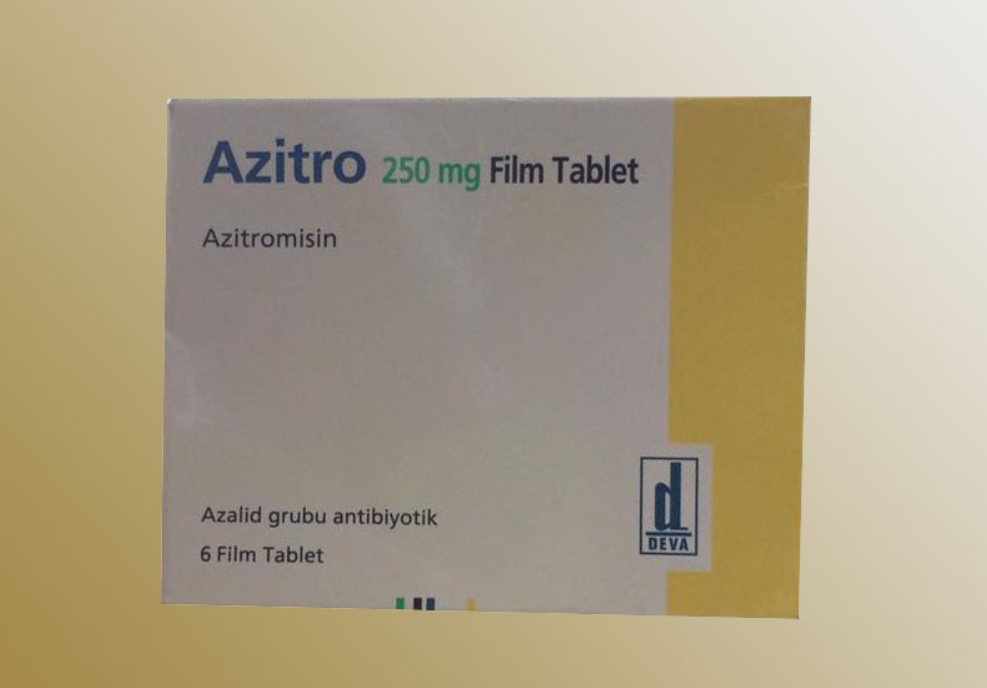 Azitro 250 mg Film Tablet
Azitromisin
Azalid grubu antibiyotik
6 Film Tablet
d
DEVA